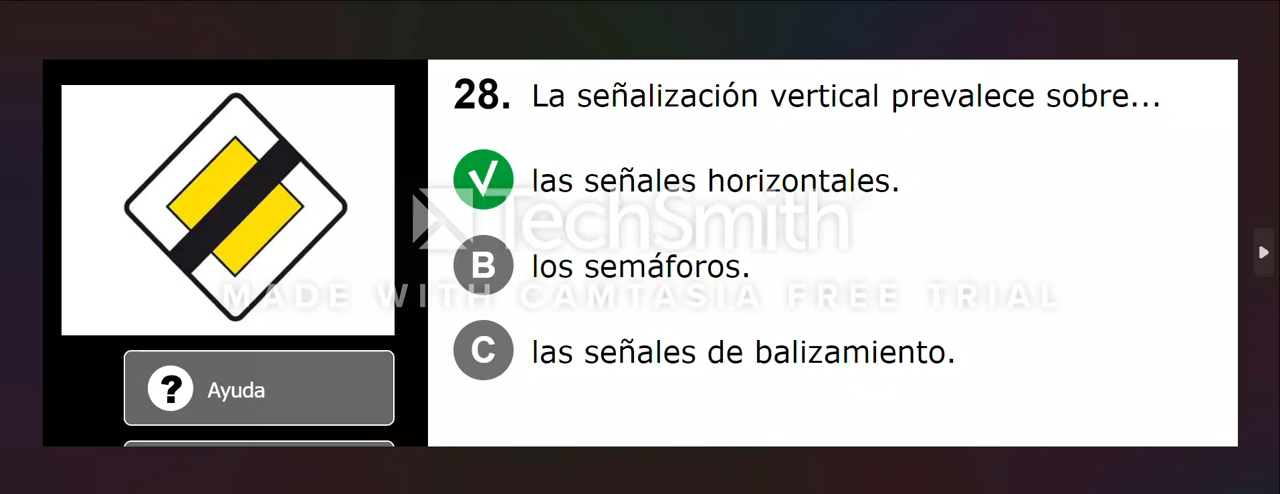 28. La señalización vertical prevalece sobre...
las señales horizontales.
B los semáforos.
C las señales de balizamiento.
? Ayuda
TechSmith
MADE WITH CAMTASIA FREE TRIAL